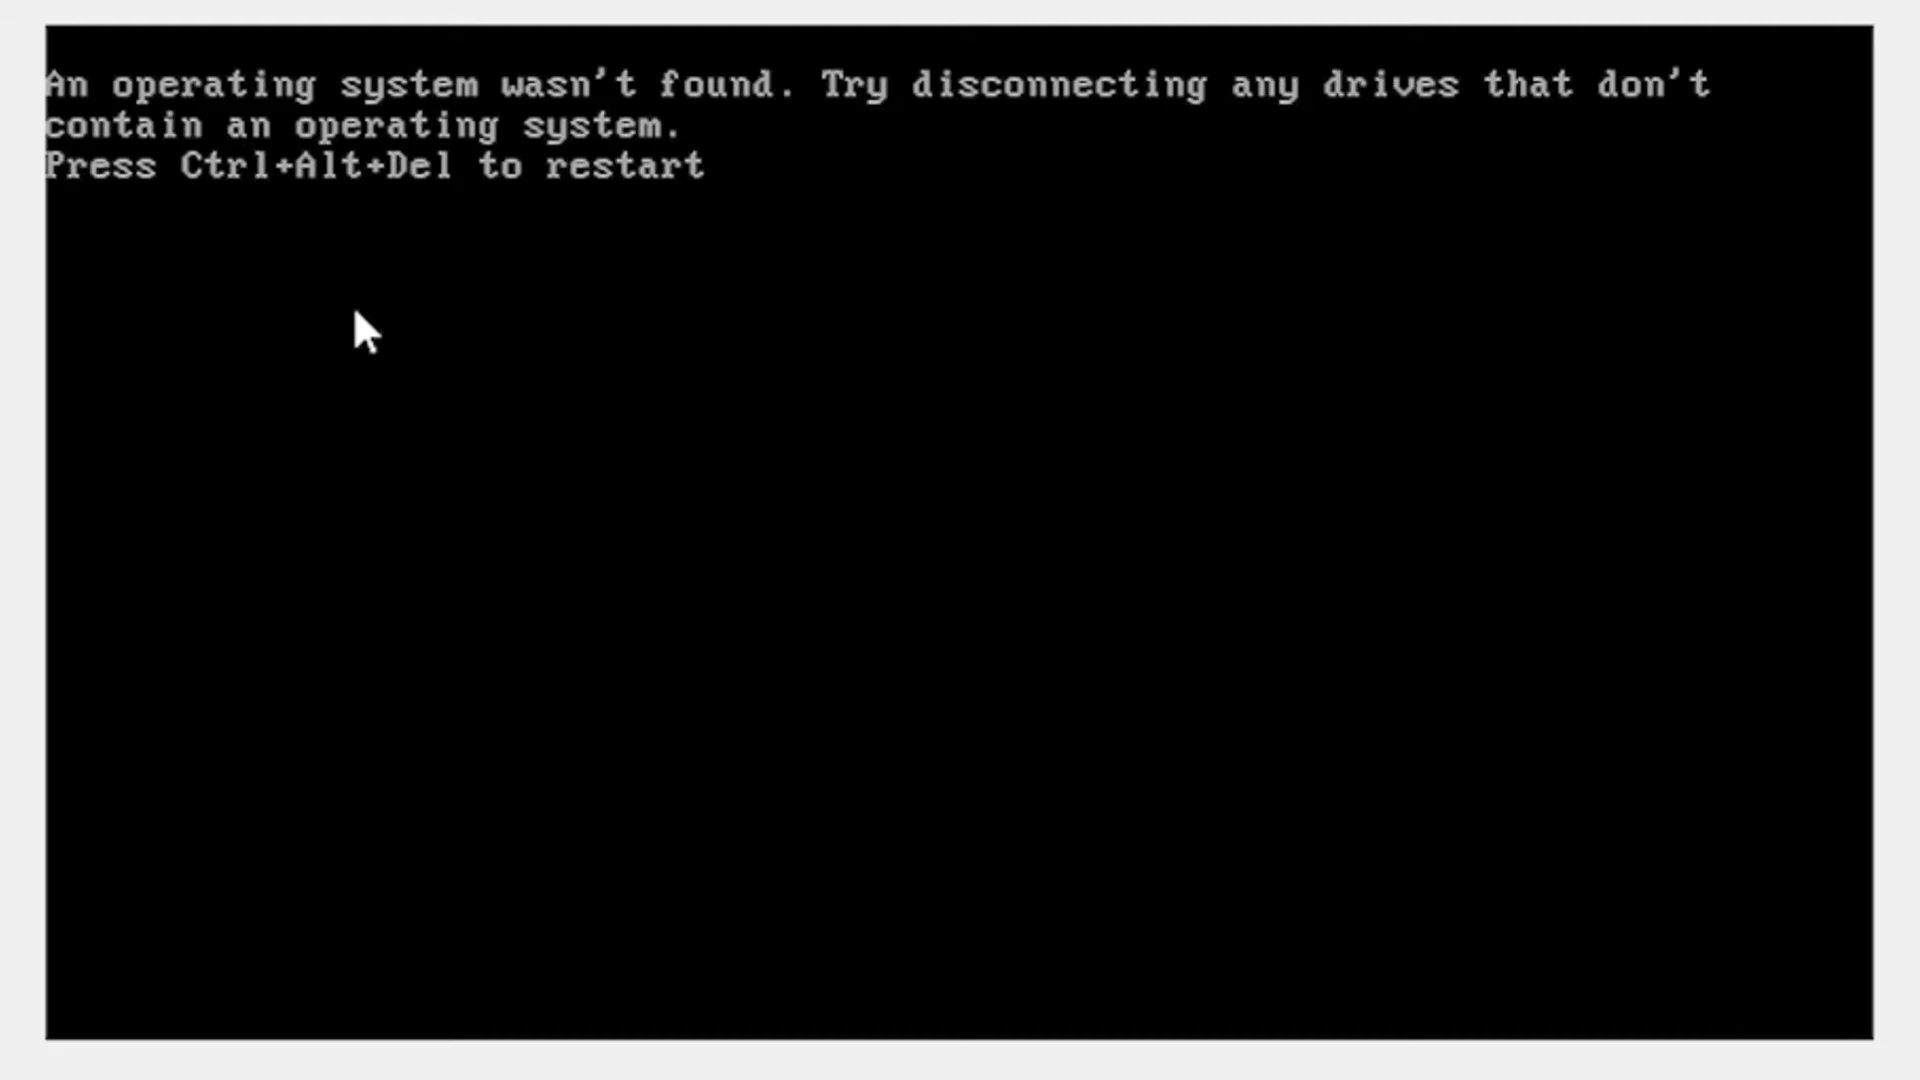 An operating system wasn't found. Try disconnecting any drives that don't
contain an operating system.
Press Ctrl+Alt+Del to restart